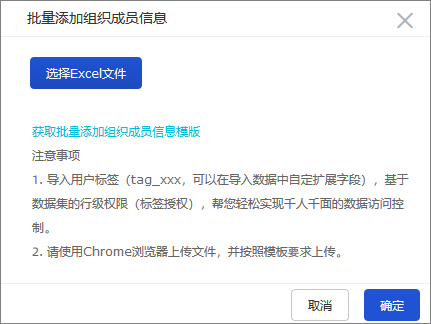 批量添加组织成员信息
选择Excel文件
获取批量添加组织成员信息模版
注意事项
1. 导入用户标签（tag_xxx，可以在导入数据中自定扩展字段），基于
数据集的行级权限（标签授权），帮您轻松实现千人千面的数据访问控
制。
2. 请使用Chrome浏览器上传文件，并按照模板要求上传。
取消
确定